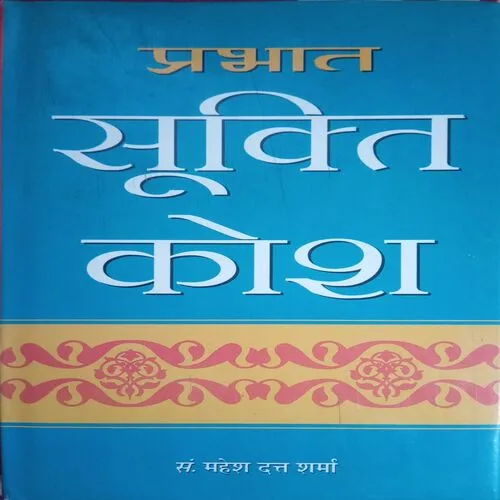 प्रभात
सूक्ति
कोश
सं. महेश दत्त शर्मा